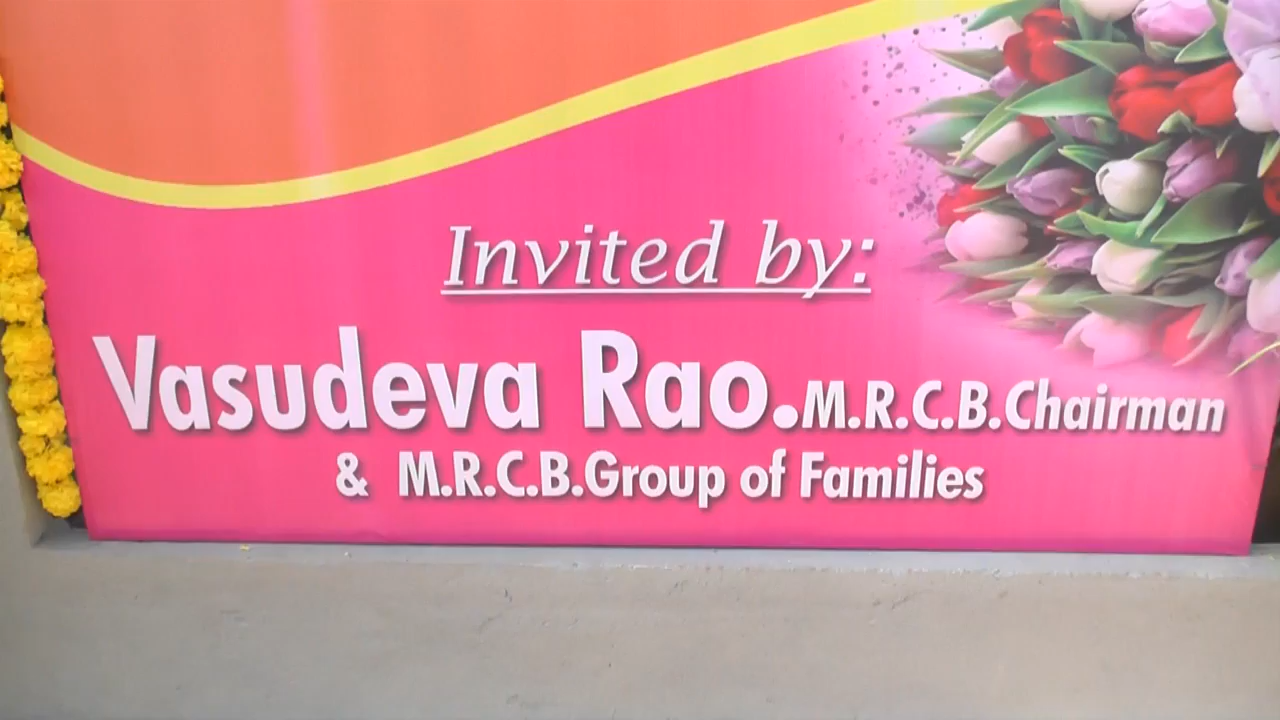 Invited by:
Vasudeva Rao.M.R.C.B.Chairman
& M.R.C.B.Group of Families